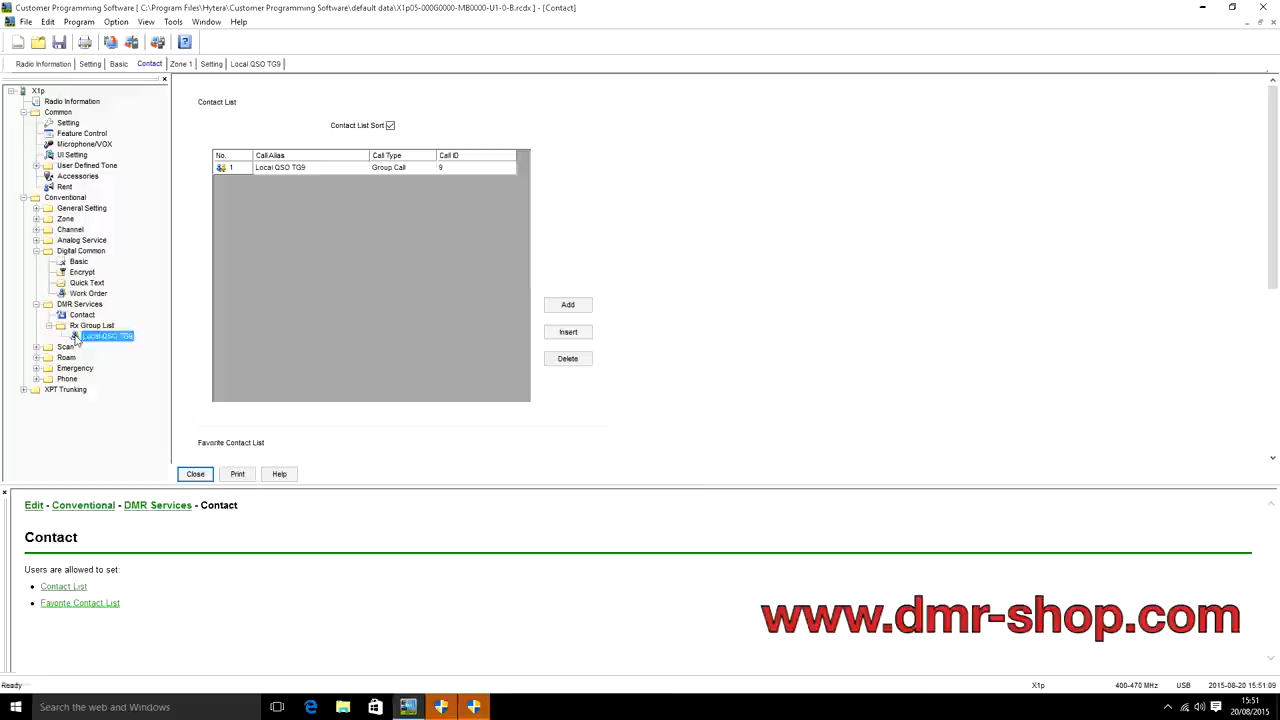 Customer Programming Software [ C:\Program Files\Hytera\Customer Programming Software\default data\X1p05-000G0000-MB0000-U1-0-B.rcdx ] - [Contact]
File Edit Program Option View Tools Window Help
Radio Information Setting Basic Contact Zone 1 Setting Local QSO TG9
X1p
Radio Information
Common
Setting
Feature Control
Microphone/VOX
UI Setting
User Defined Tone
Accessories
Rent
Conventional
General Setting
Zone
Channel
Analog Service
Digital Common
Basic
Encrypt
Quick Text
Work Order
DMR Services
Contact
Rx Group List
Local QSO TG9
Scan
Roam
Emergency
Phone
XPT Trunking
Contact List
Contact List Sort
No. Call Alias Call Type Call ID
1 Local QSO TG9 Group Call 9
Add
Insert
Delete
Favorite Contact List
Close Print Help
Edit - Conventional - DMR Services - Contact
Contact
Users are allowed to set:
• Contact List
• Favorite Contact List
www.dmr-shop.com
Ready X1p 400-470 MHz USB 2015-08-20 15:51:09
Search the web and Windows
15:51
20/08/2015